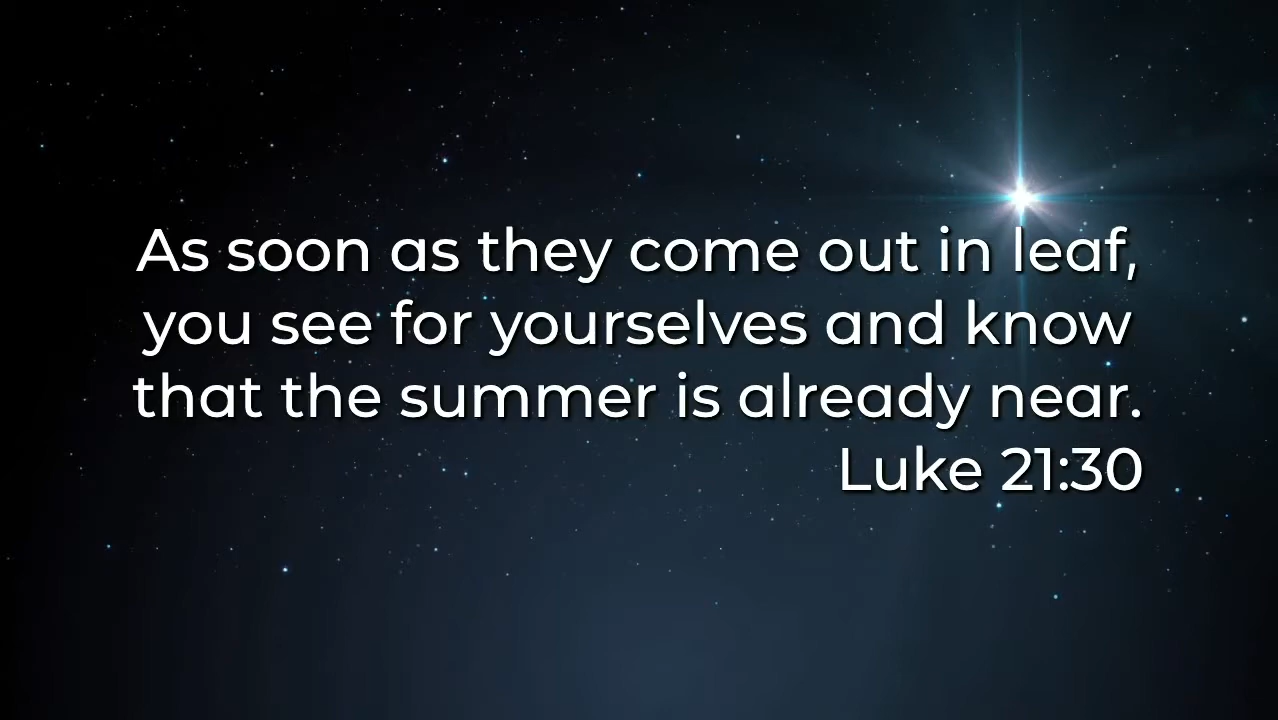 As soon as they come out in leaf,
you see for yourselves and know
that the summer is already near.
Luke 21:30